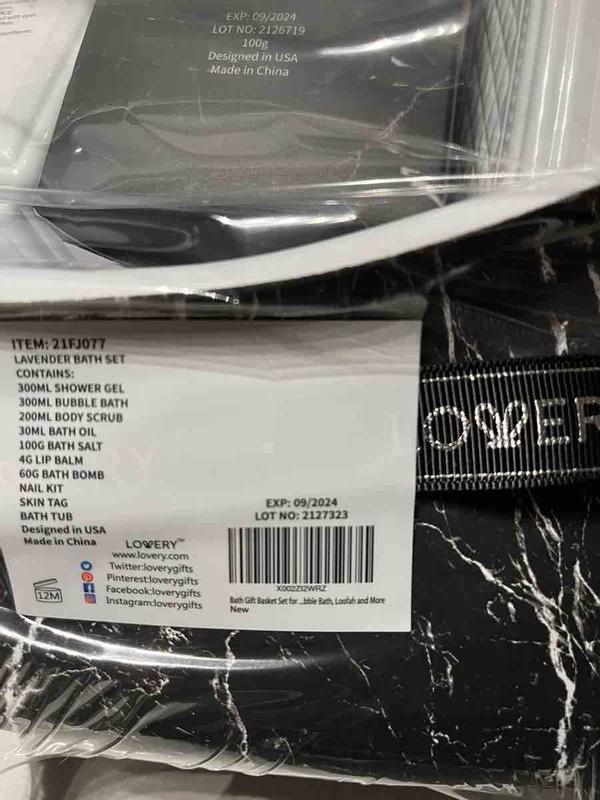 EXP: 09/2024
LOT NO: 2126719
100g
Designed in USA
Made in China
ITEM: 21FJ077
LAVENDER BATH SET
CONTAINS:
300ML SHOWER GEL
300ML BUBBLE BATH
200ML BODY SCRUB
30ML BATH OIL
100G BATH SALT
4G LIP BALM
60G BATH BOMB
NAIL KIT
SKIN TAG
BATH TUB
Designed in USA
Made in China
LOVERY™
www.lovery.com
Twitter:loverygifts
Pinterest:loverygifts
Facebook:loverygifts
Instagram:loverygifts
12M
EXP: 09/2024
LOT NO: 2127323
X002ZI2WRZ
Bath Gift Basket Set for ...bble Bath, Loofah and More
New
LOVER